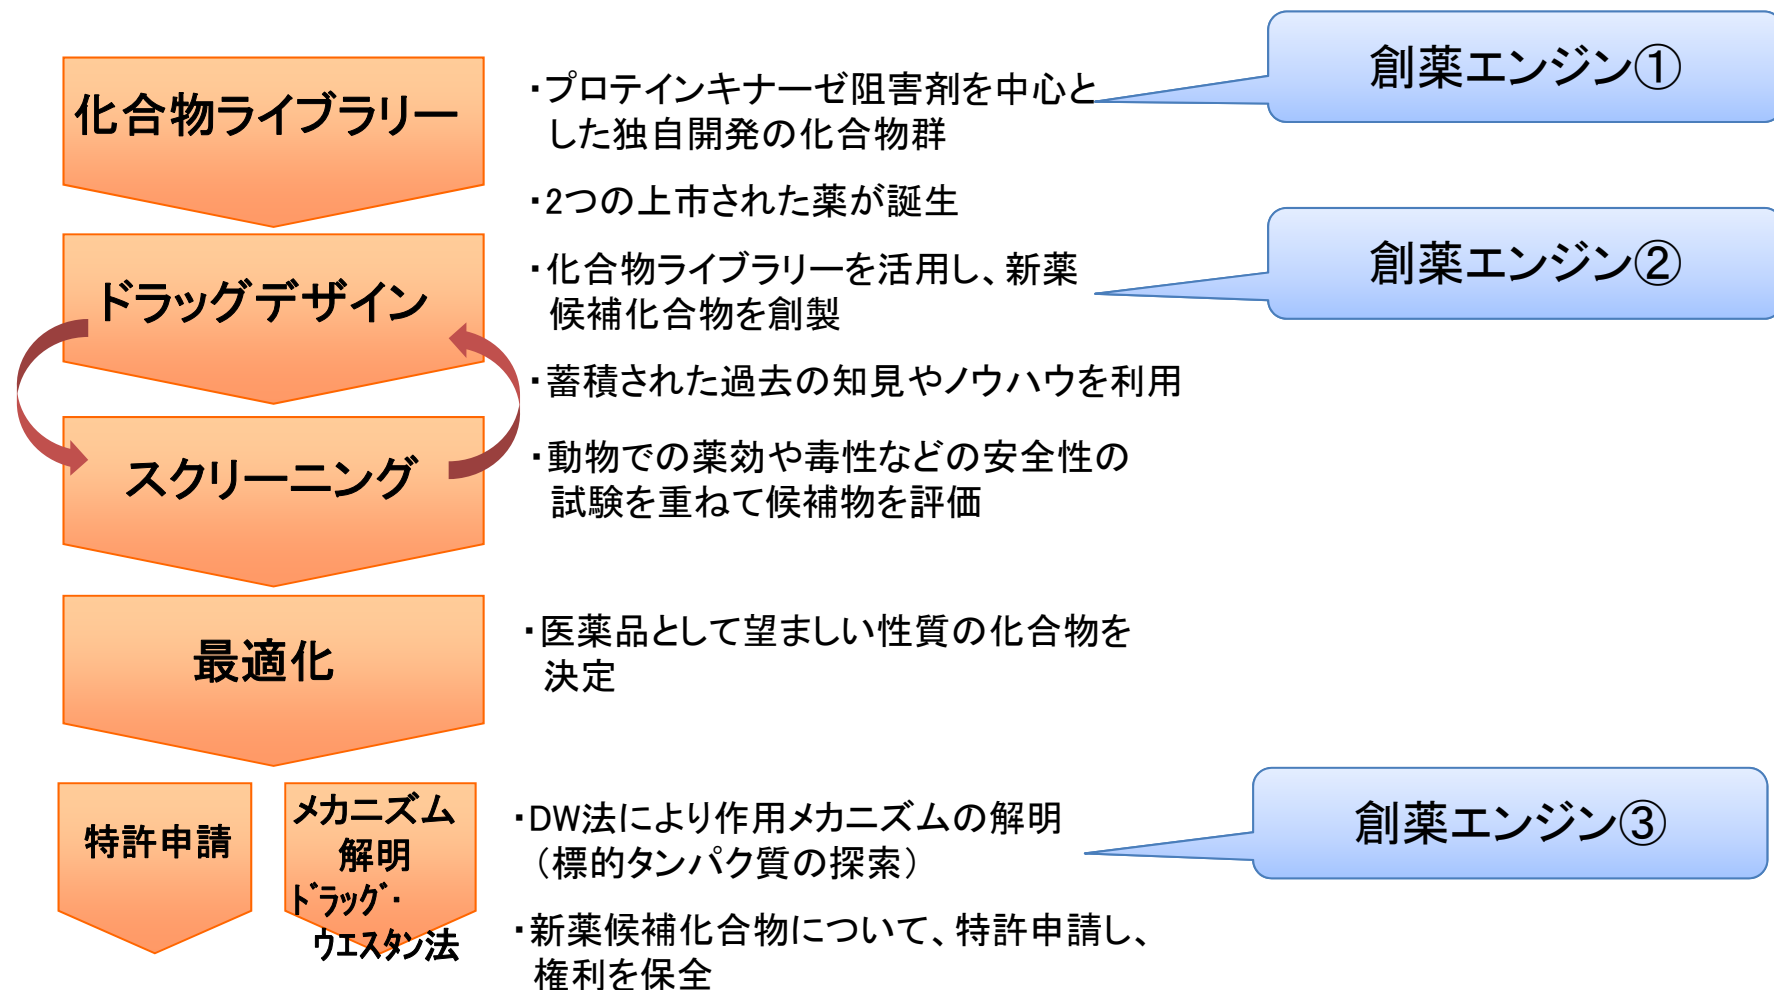 化合物ライブラリー
・プロテインキナーゼ阻害剤を中心と
した独自開発の化合物群
・2つの上市された薬が誕生
創薬エンジン①
ドラッグデザイン
・化合物ライブラリーを活用し、新薬
候補化合物を創製
・蓄積された過去の知見やノウハウを利用
創薬エンジン②
スクリーニング
・動物での薬効や毒性などの安全性の
試験を重ねて候補物を評価
最適化
・医薬品として望ましい性質の化合物を
決定
特許申請
メカニズム
解明
ﾄﾞﾗｯｸﾞ・
ｳｴｽﾀﾝ法
・DW法により作用メカニズムの解明
（標的タンパク質の探索）
・新薬候補化合物について、特許申請し、
権利を保全
創薬エンジン③